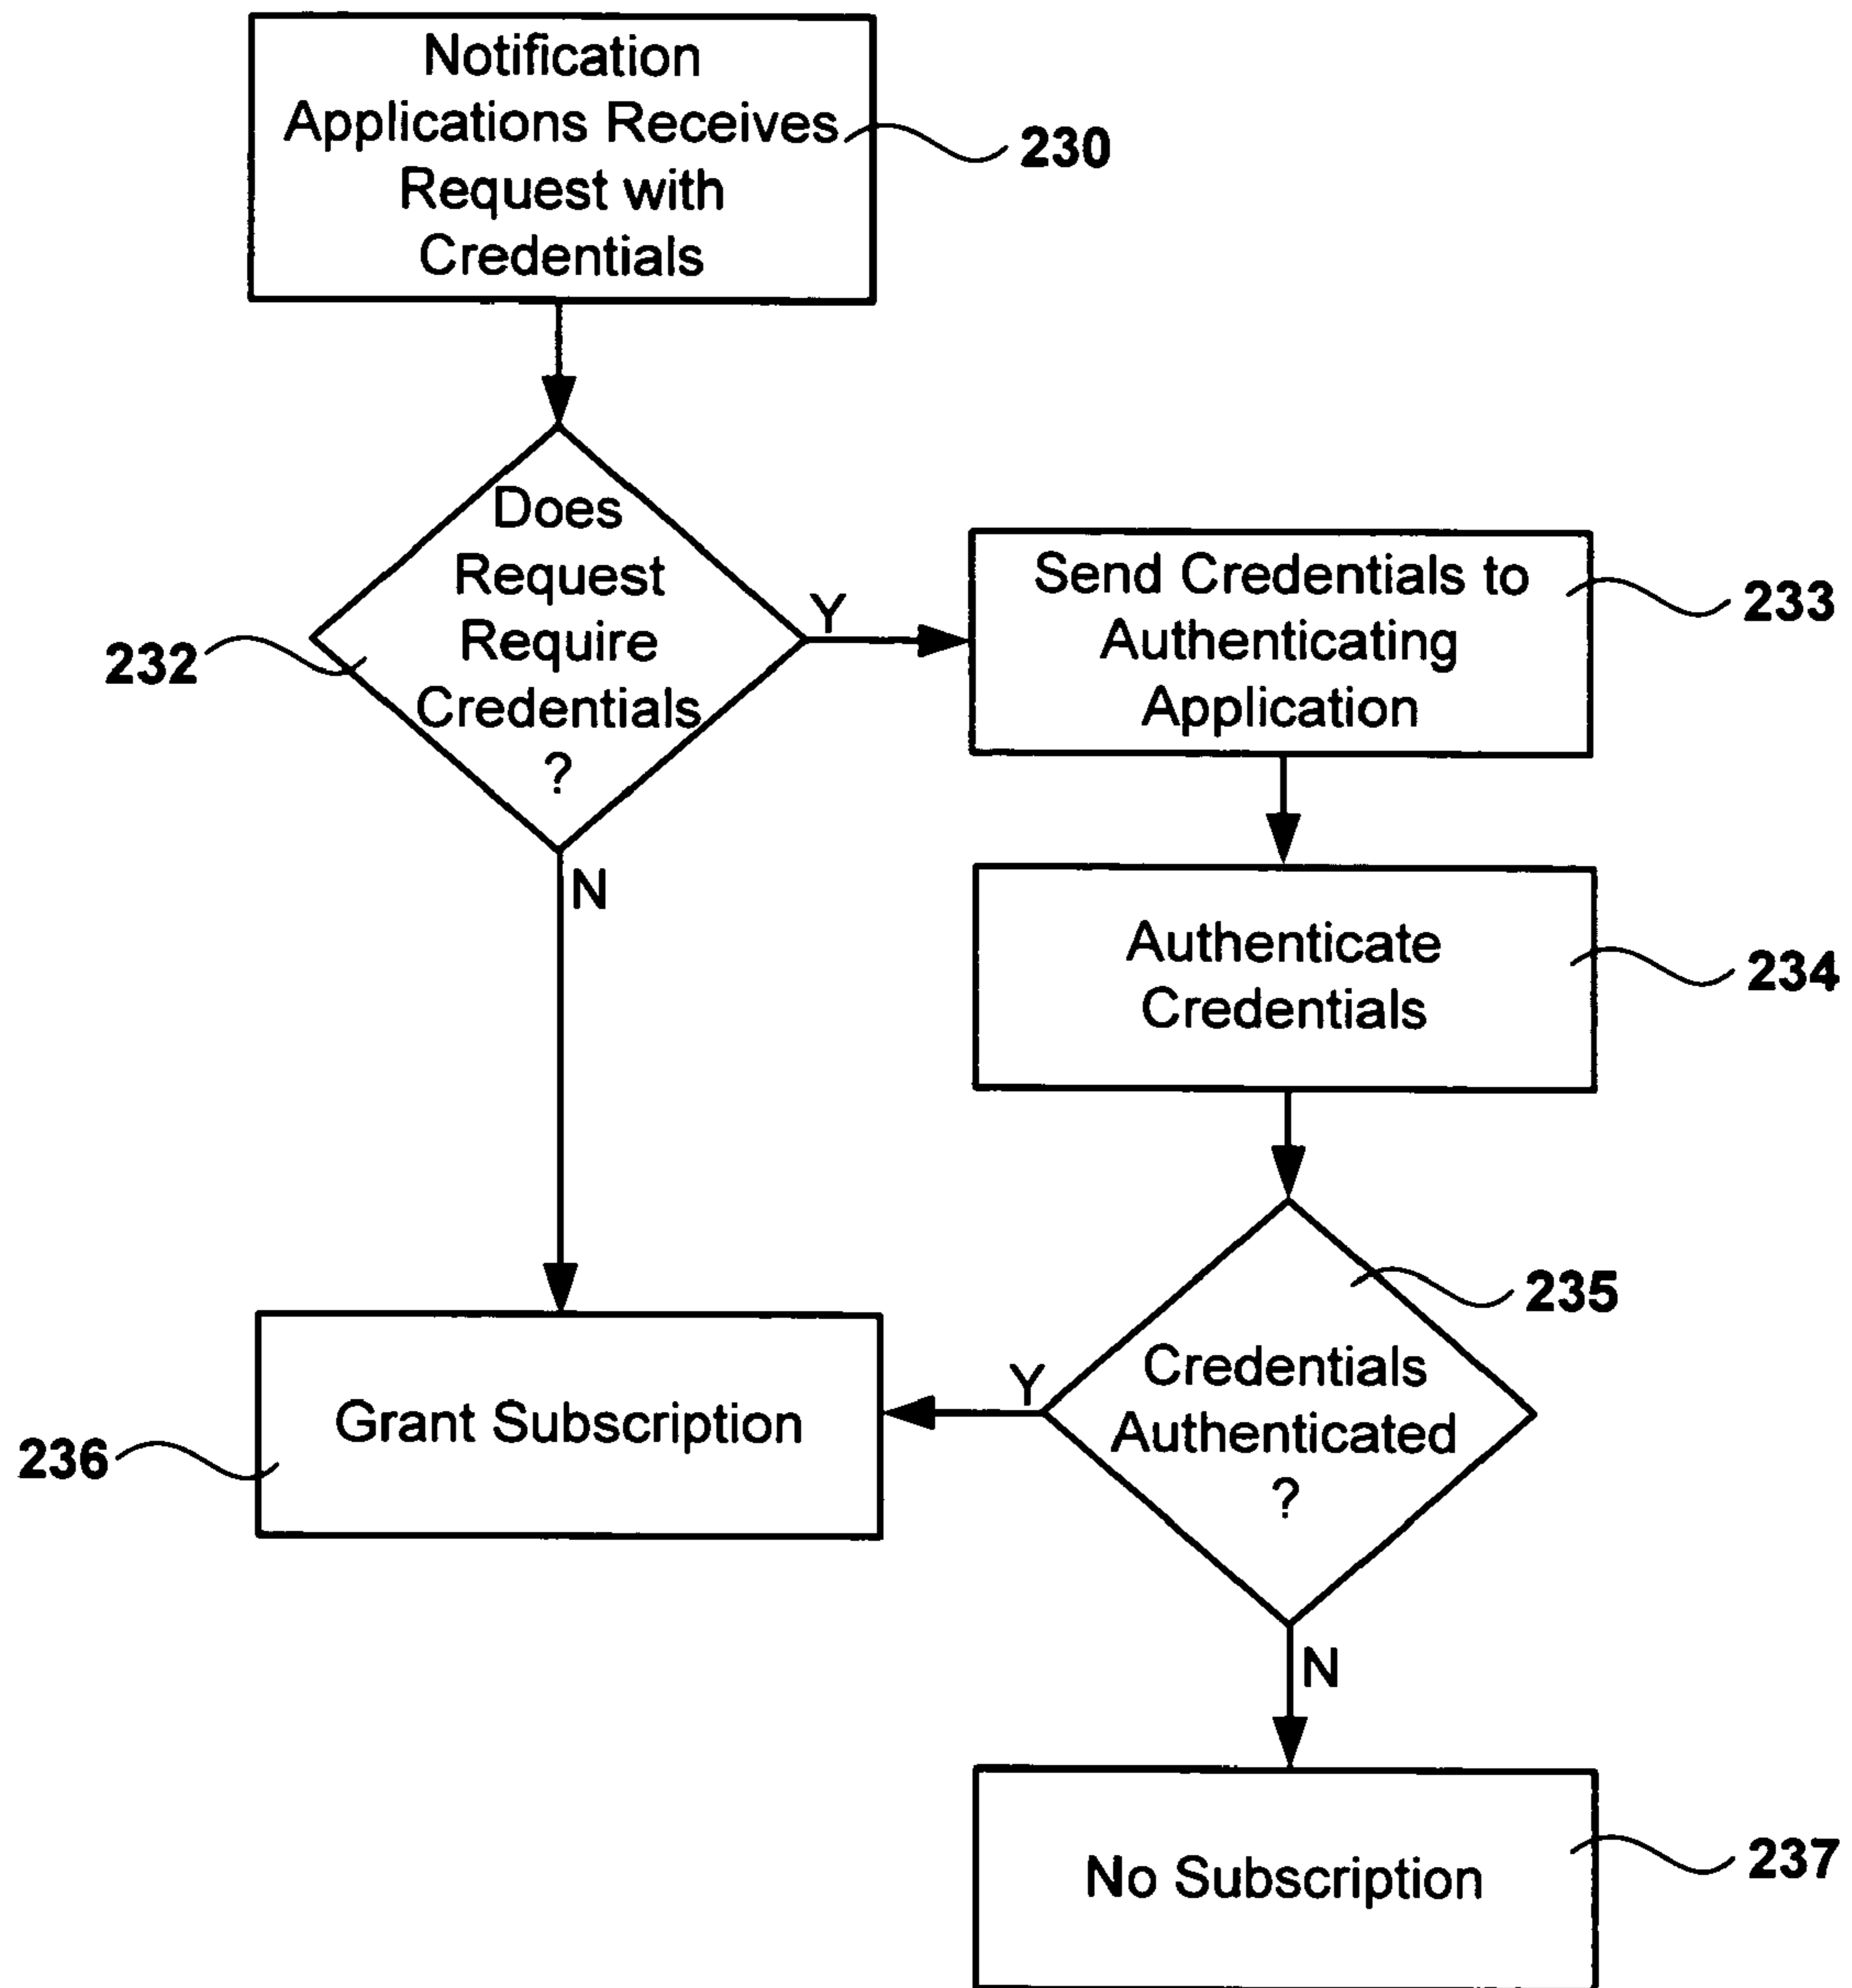 Notification
Applications Receives
Request with
Credentials
230
Does
Request
Require
Credentials
?
232
Y
N
Send Credentials to
Authenticating
Application
233
Authenticate
Credentials
234
235
Credentials
Authenticated
?
Y
N
Grant Subscription
236
No Subscription
237